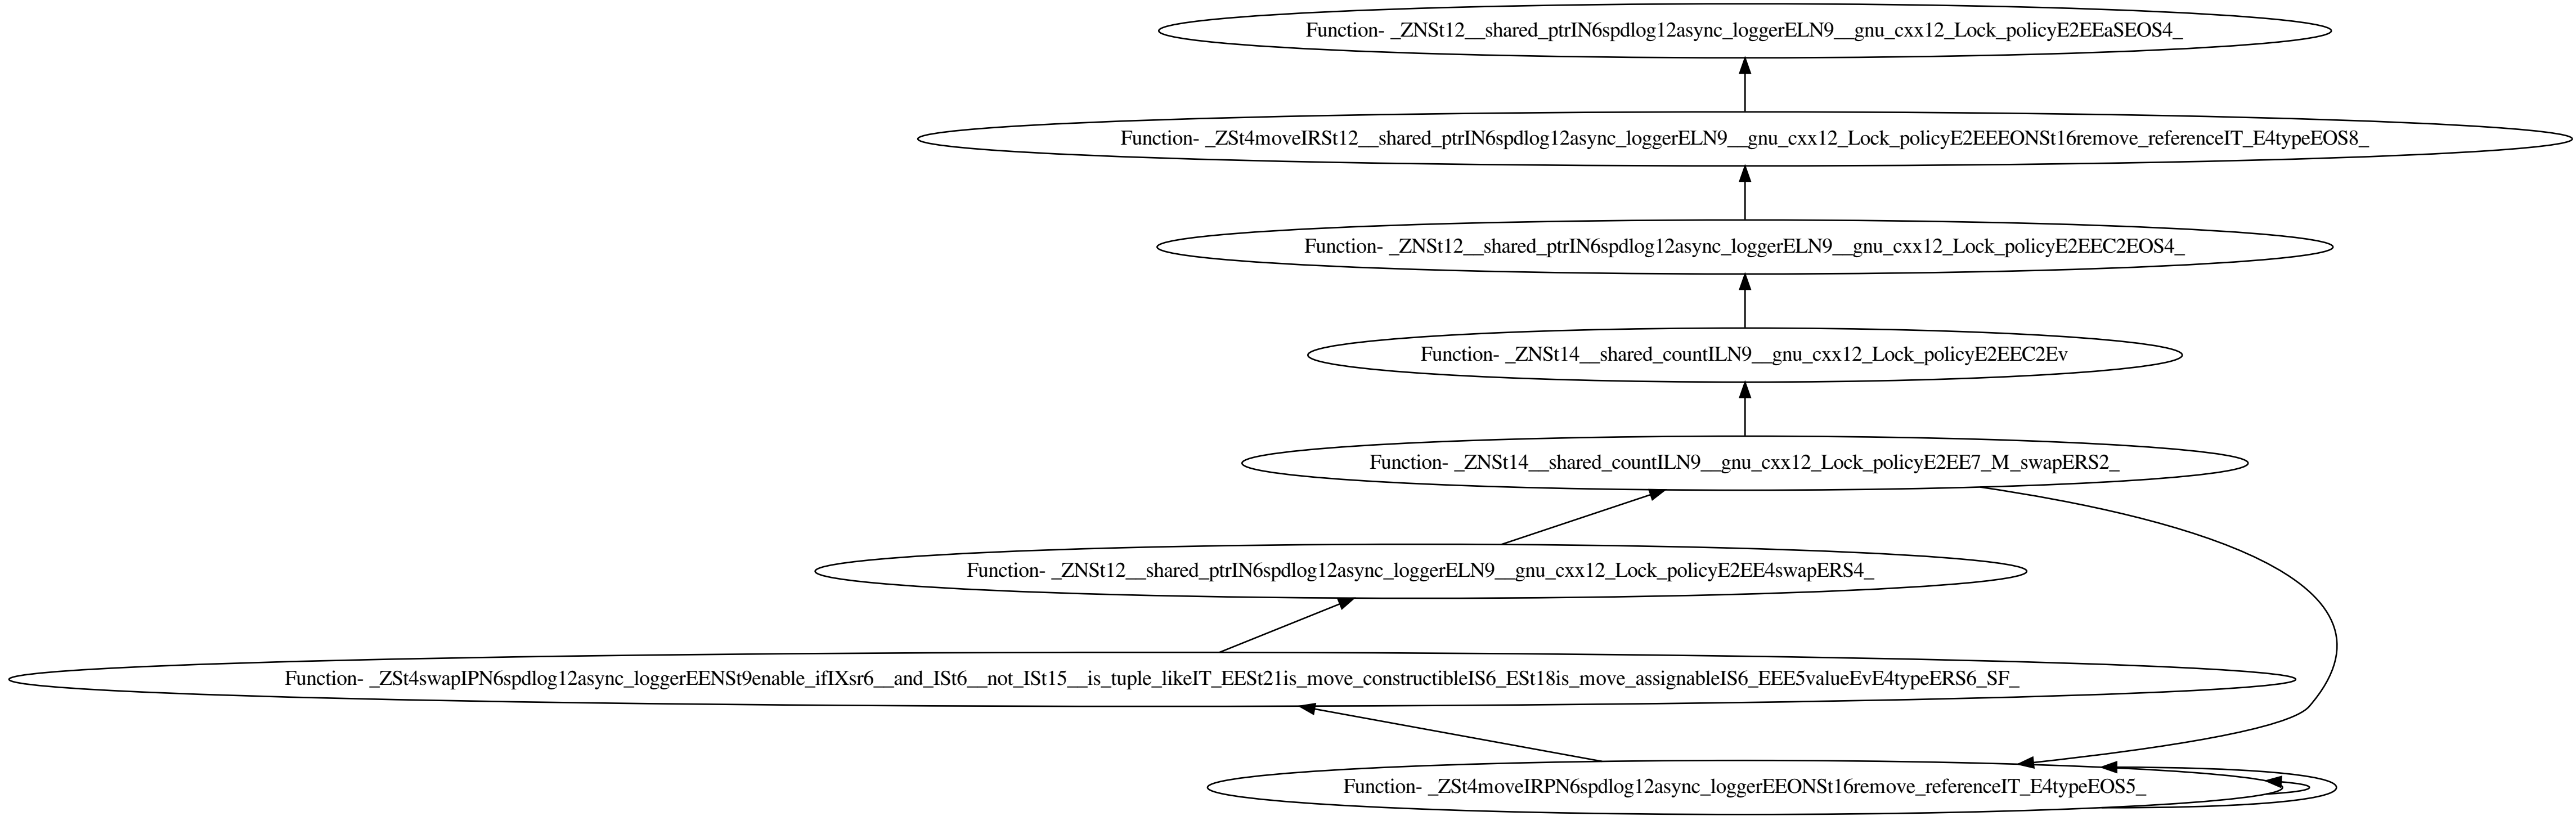 Function- _ZNSt12__shared_ptrIN6spdlog12async_loggerELN9__gnu_cxx12_Lock_policyE2EEaSEOS4_
Function- _ZSt4moveIRSt12__shared_ptrIN6spdlog12async_loggerELN9__gnu_cxx12_Lock_policyE2EEEONSt16remove_referenceIT_E4typeEOS8_
Function- _ZNSt12__shared_ptrIN6spdlog12async_loggerELN9__gnu_cxx12_Lock_policyE2EEC2EOS4_
Function- _ZNSt14__shared_countILN9__gnu_cxx12_Lock_policyE2EEC2Ev
Function- _ZNSt14__shared_countILN9__gnu_cxx12_Lock_policyE2EE7_M_swapERS2_
Function- _ZNSt12__shared_ptrIN6spdlog12async_loggerELN9__gnu_cxx12_Lock_policyE2EE4swapERS4_
Function- _ZSt4swapIPN6spdlog12async_loggerEENSt9enable_ifIXsr6__and_ISt6__not_ISt15__is_tuple_likeIT_EESt21is_move_constructibleIS6_ESt18is_move_assignableIS6_EEE5valueEvE4typeERS6_SF_
Function- _ZSt4moveIRPN6spdlog12async_loggerEEONSt16remove_referenceIT_E4typeEOS5_